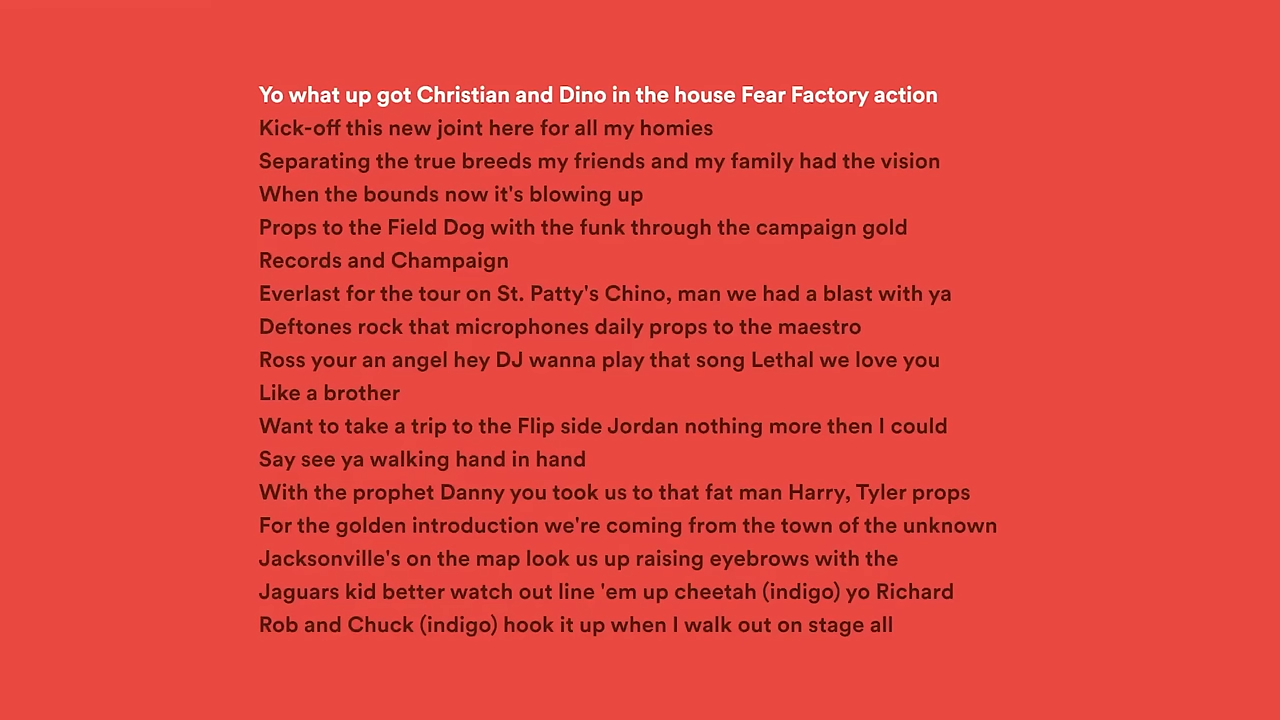 Yo what up got Christian and Dino in the house Fear Factory action
Kick-off this new joint here for all my homies
Separating the true breeds my friends and my family had the vision
When the bounds now it's blowing up
Props to the Field Dog with the funk through the campaign gold
Records and Champaign
Everlast for the tour on St. Patty's Chino, man we had a blast with ya
Deftones rock that microphones daily props to the maestro
Ross your an angel hey DJ wanna play that song Lethal we love you
Like a brother
Want to take a trip to the Flip side Jordan nothing more then I could
Say see ya walking hand in hand
With the prophet Danny you took us to that fat man Harry, Tyler props
For the golden introduction we're coming from the town of the unknown
Jacksonville's on the map look us up raising eyebrows with the
Jaguars kid better watch out line 'em up cheetah (indigo) yo Richard
Rob and Chuck (indigo) hook it up when I walk out on stage all